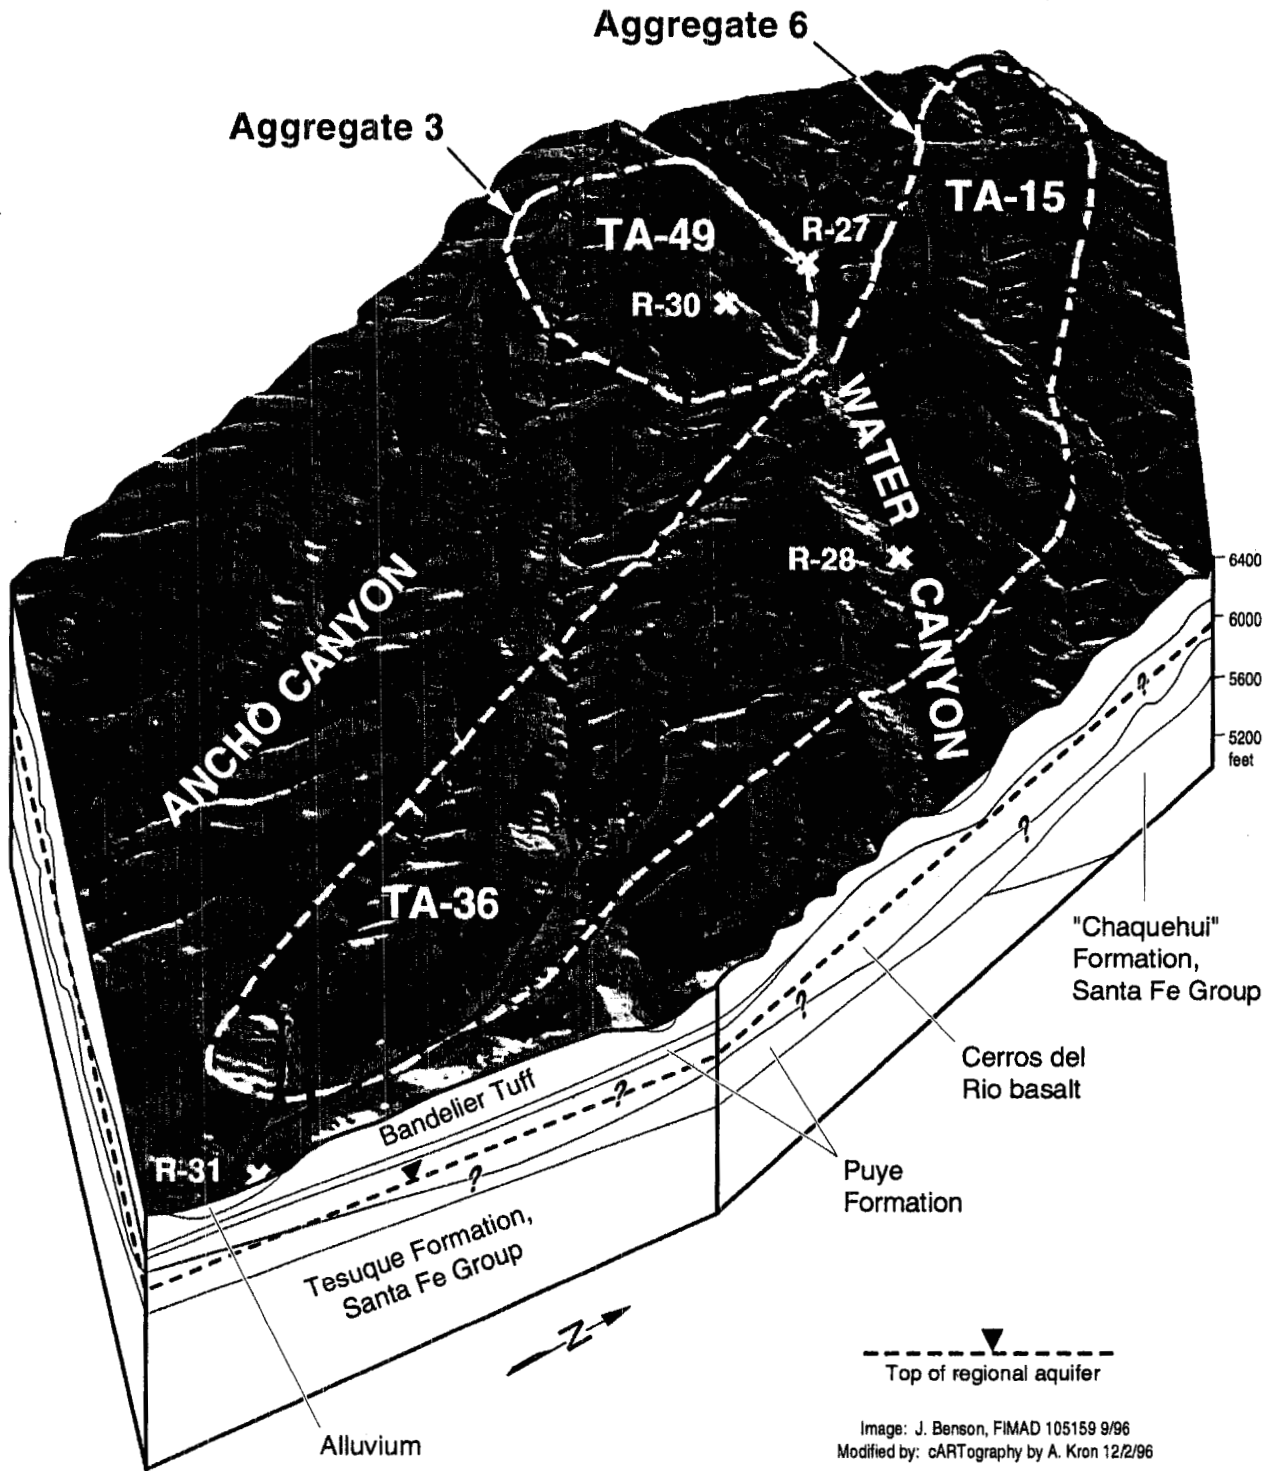 Aggregate 6
Aggregate 3
TA-15
TA-49
R-27
R-30
WATER CANYON
R-28
ANCHO CANYON
6400
6000
5600
5200
feet
?
?
?
?
?
TA-36
"Chaquehui"
Formation,
Santa Fe Group
Cerros del
Rio basalt
Bandelier Tuff
Puye
Formation
R-31
Tesuque Formation,
Santa Fe Group
N
Alluvium
Top of regional aquifer
Image: J. Benson, FIMAD 105159 9/96
Modified by: cARTography by A. Kron 12/2/96